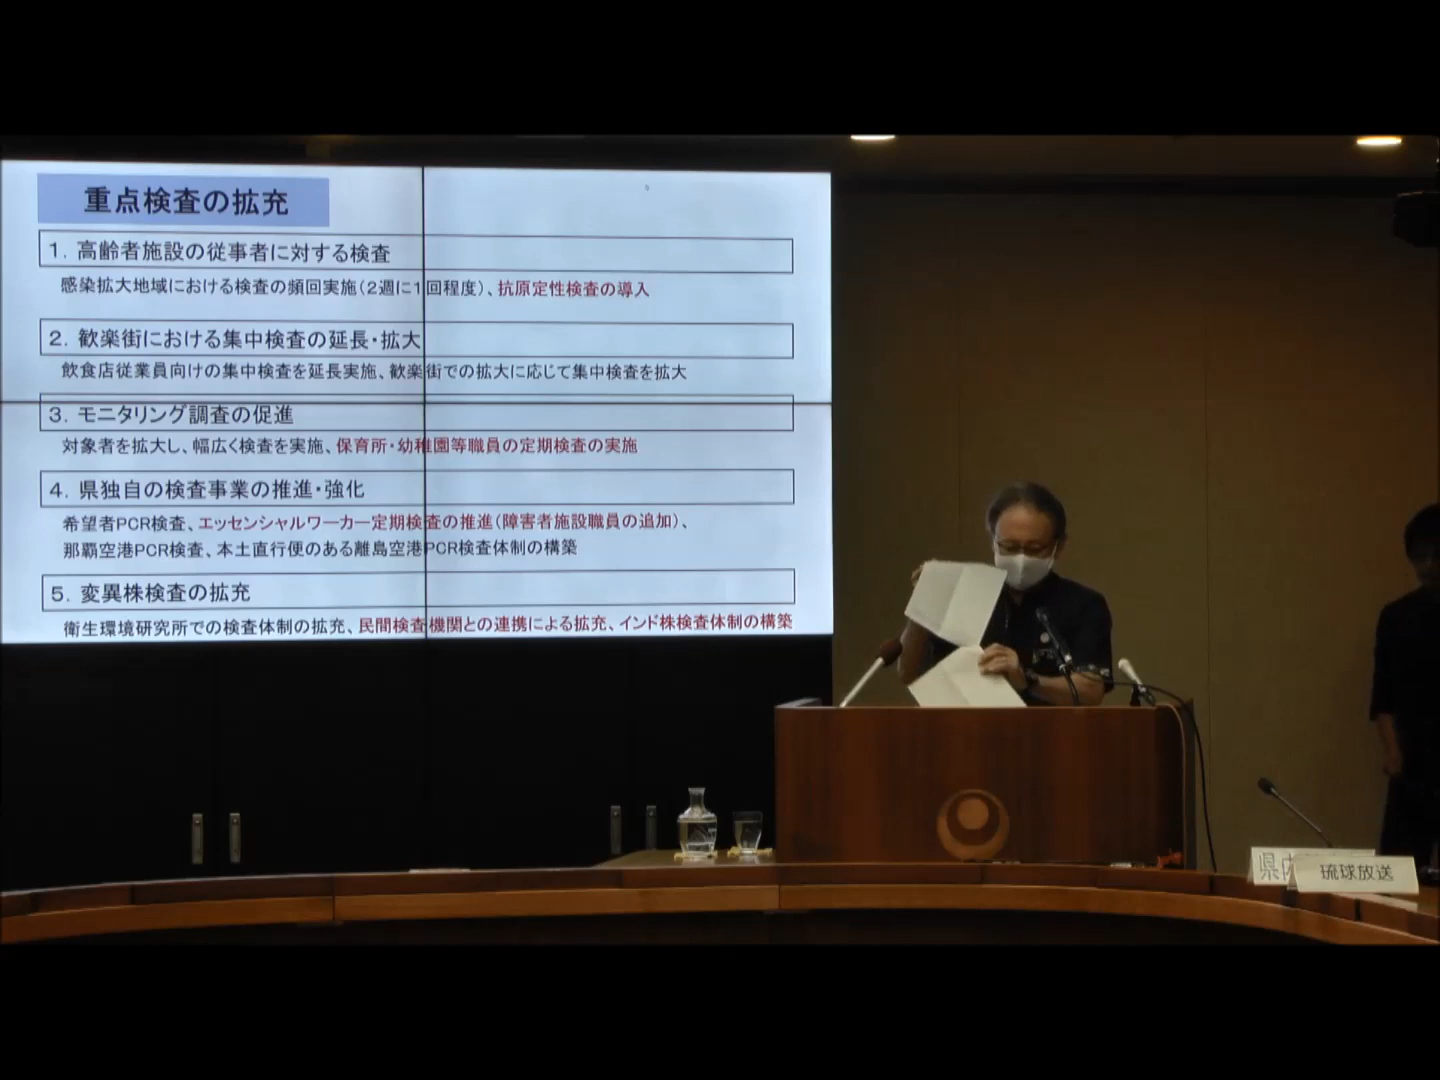 重点検査の拡充
1．高齢者施設の従事者に対する検査
感染拡大地域における検査の頻回実施（2週に1回程度）、抗原定性検査の導入
2．歓楽街における集中検査の延長・拡大
飲食店従業員向けの集中検査を延長実施、歓楽街での拡大に応じて集中検査を拡大
3．モニタリング調査の促進
対象者を拡大し、幅広く検査を実施、保育所・幼稚園等職員の定期検査の実施
4．県独自の検査事業の推進・強化
希望者PCR検査、エッセンシャルワーカー定期検査の推進（障害者施設職員の追加）、
那覇空港PCR検査、本土直行便のある離島空港PCR検査体制の構築
5．変異株検査の拡充
衛生環境研究所での検査体制の拡充、民間検査機関との連携による拡充、インド株検査体制の構築
県内
琉球放送